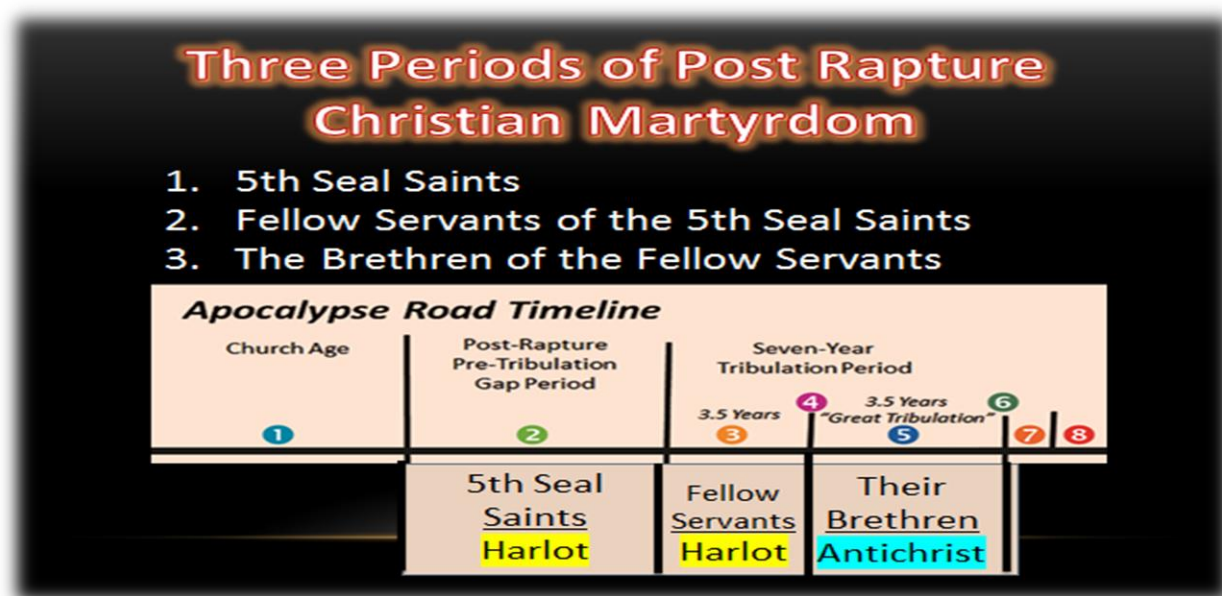 Three Periods of Post Rapture
Christian Martyrdom
1. 5th Seal Saints
2. Fellow Servants of the 5th Seal Saints
3. The Brethren of the Fellow Servants
Apocalypse Road Timeline
Church Age
Post-Rapture
Pre-Tribulation
Gap Period
Seven-Year
Tribulation Period
3.5 Years
4
3.5 Years
"Great Tribulation"
6
1
2
3
5
7
8
5th Seal
Saints
Harlot
Fellow
Servants
Harlot
Their
Brethren
Antichrist